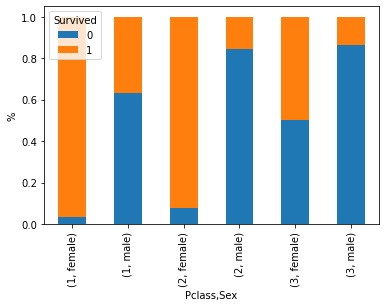 Survived
0
1
1.0
0.8
0.6
0.4
0.2
0.0
%
(1, female)
(1, male)
(2, female)
(2, male)
(3, female)
(3, male)
Pclass,Sex